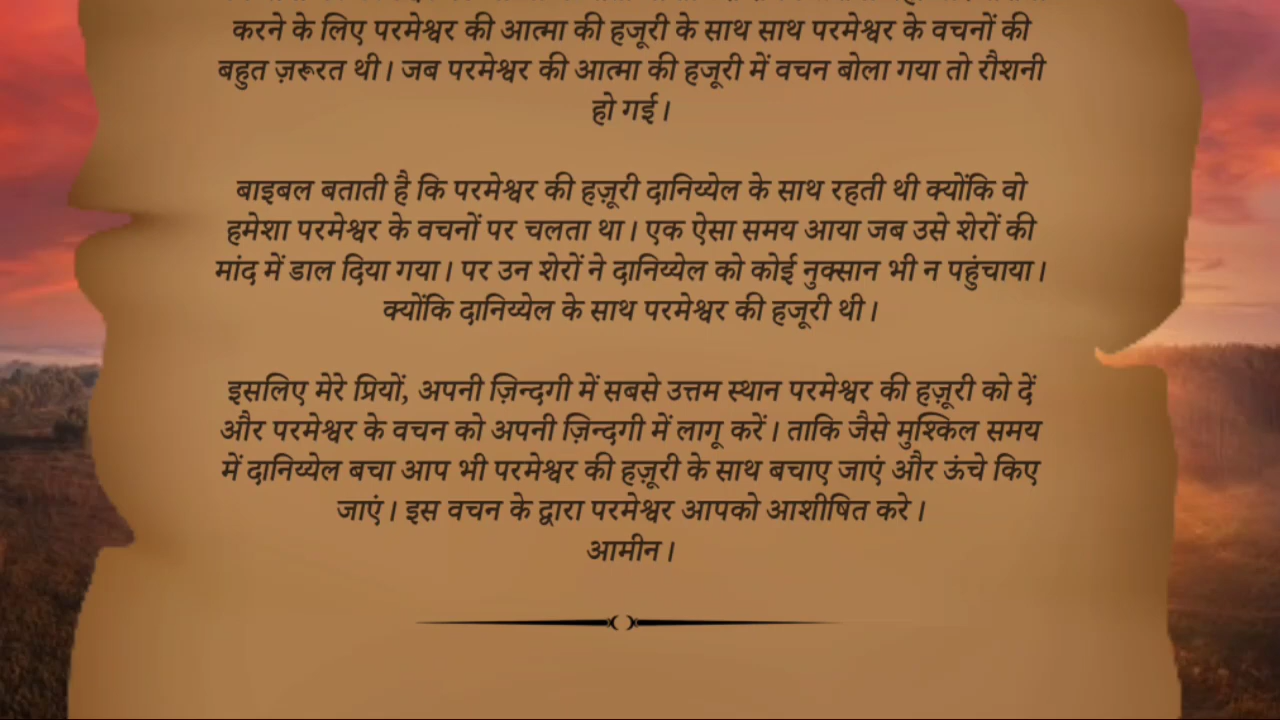 करने के लिए परमेश्वर की आत्मा की हजूरी के साथ साथ परमेश्वर के वचनों की
बहुत ज़रूरत थी। जब परमेश्वर की आत्मा की हजूरी में वचन बोला गया तो रौशनी
हो गई।
बाइबल बताती है कि परमेश्वर की हज़ूरी दानिय्येल के साथ रहती थी क्योंकि वो
हमेशा परमेश्वर के वचनों पर चलता था। एक ऐसा समय आया जब उसे शेरों की
मांद में डाल दिया गया। पर उन शेरों ने दानिय्येल को कोई नुक्सान भी न पहुंचाया।
क्योंकि दानिय्येल के साथ परमेश्वर की हजूरी थी।
इसलिए मेरे प्रियों, अपनी ज़िन्दगी में सबसे उत्तम स्थान परमेश्वर की हज़ूरी को दें
और परमेश्वर के वचन को अपनी ज़िन्दगी में लागू करें। ताकि जैसे मुश्किल समय
में दानिय्येल बचा आप भी परमेश्वर की हज़ूरी के साथ बचाए जाएं और ऊंचे किए
जाएं। इस वचन के द्वारा परमेश्वर आपको आशीषित करे।
आमीन।